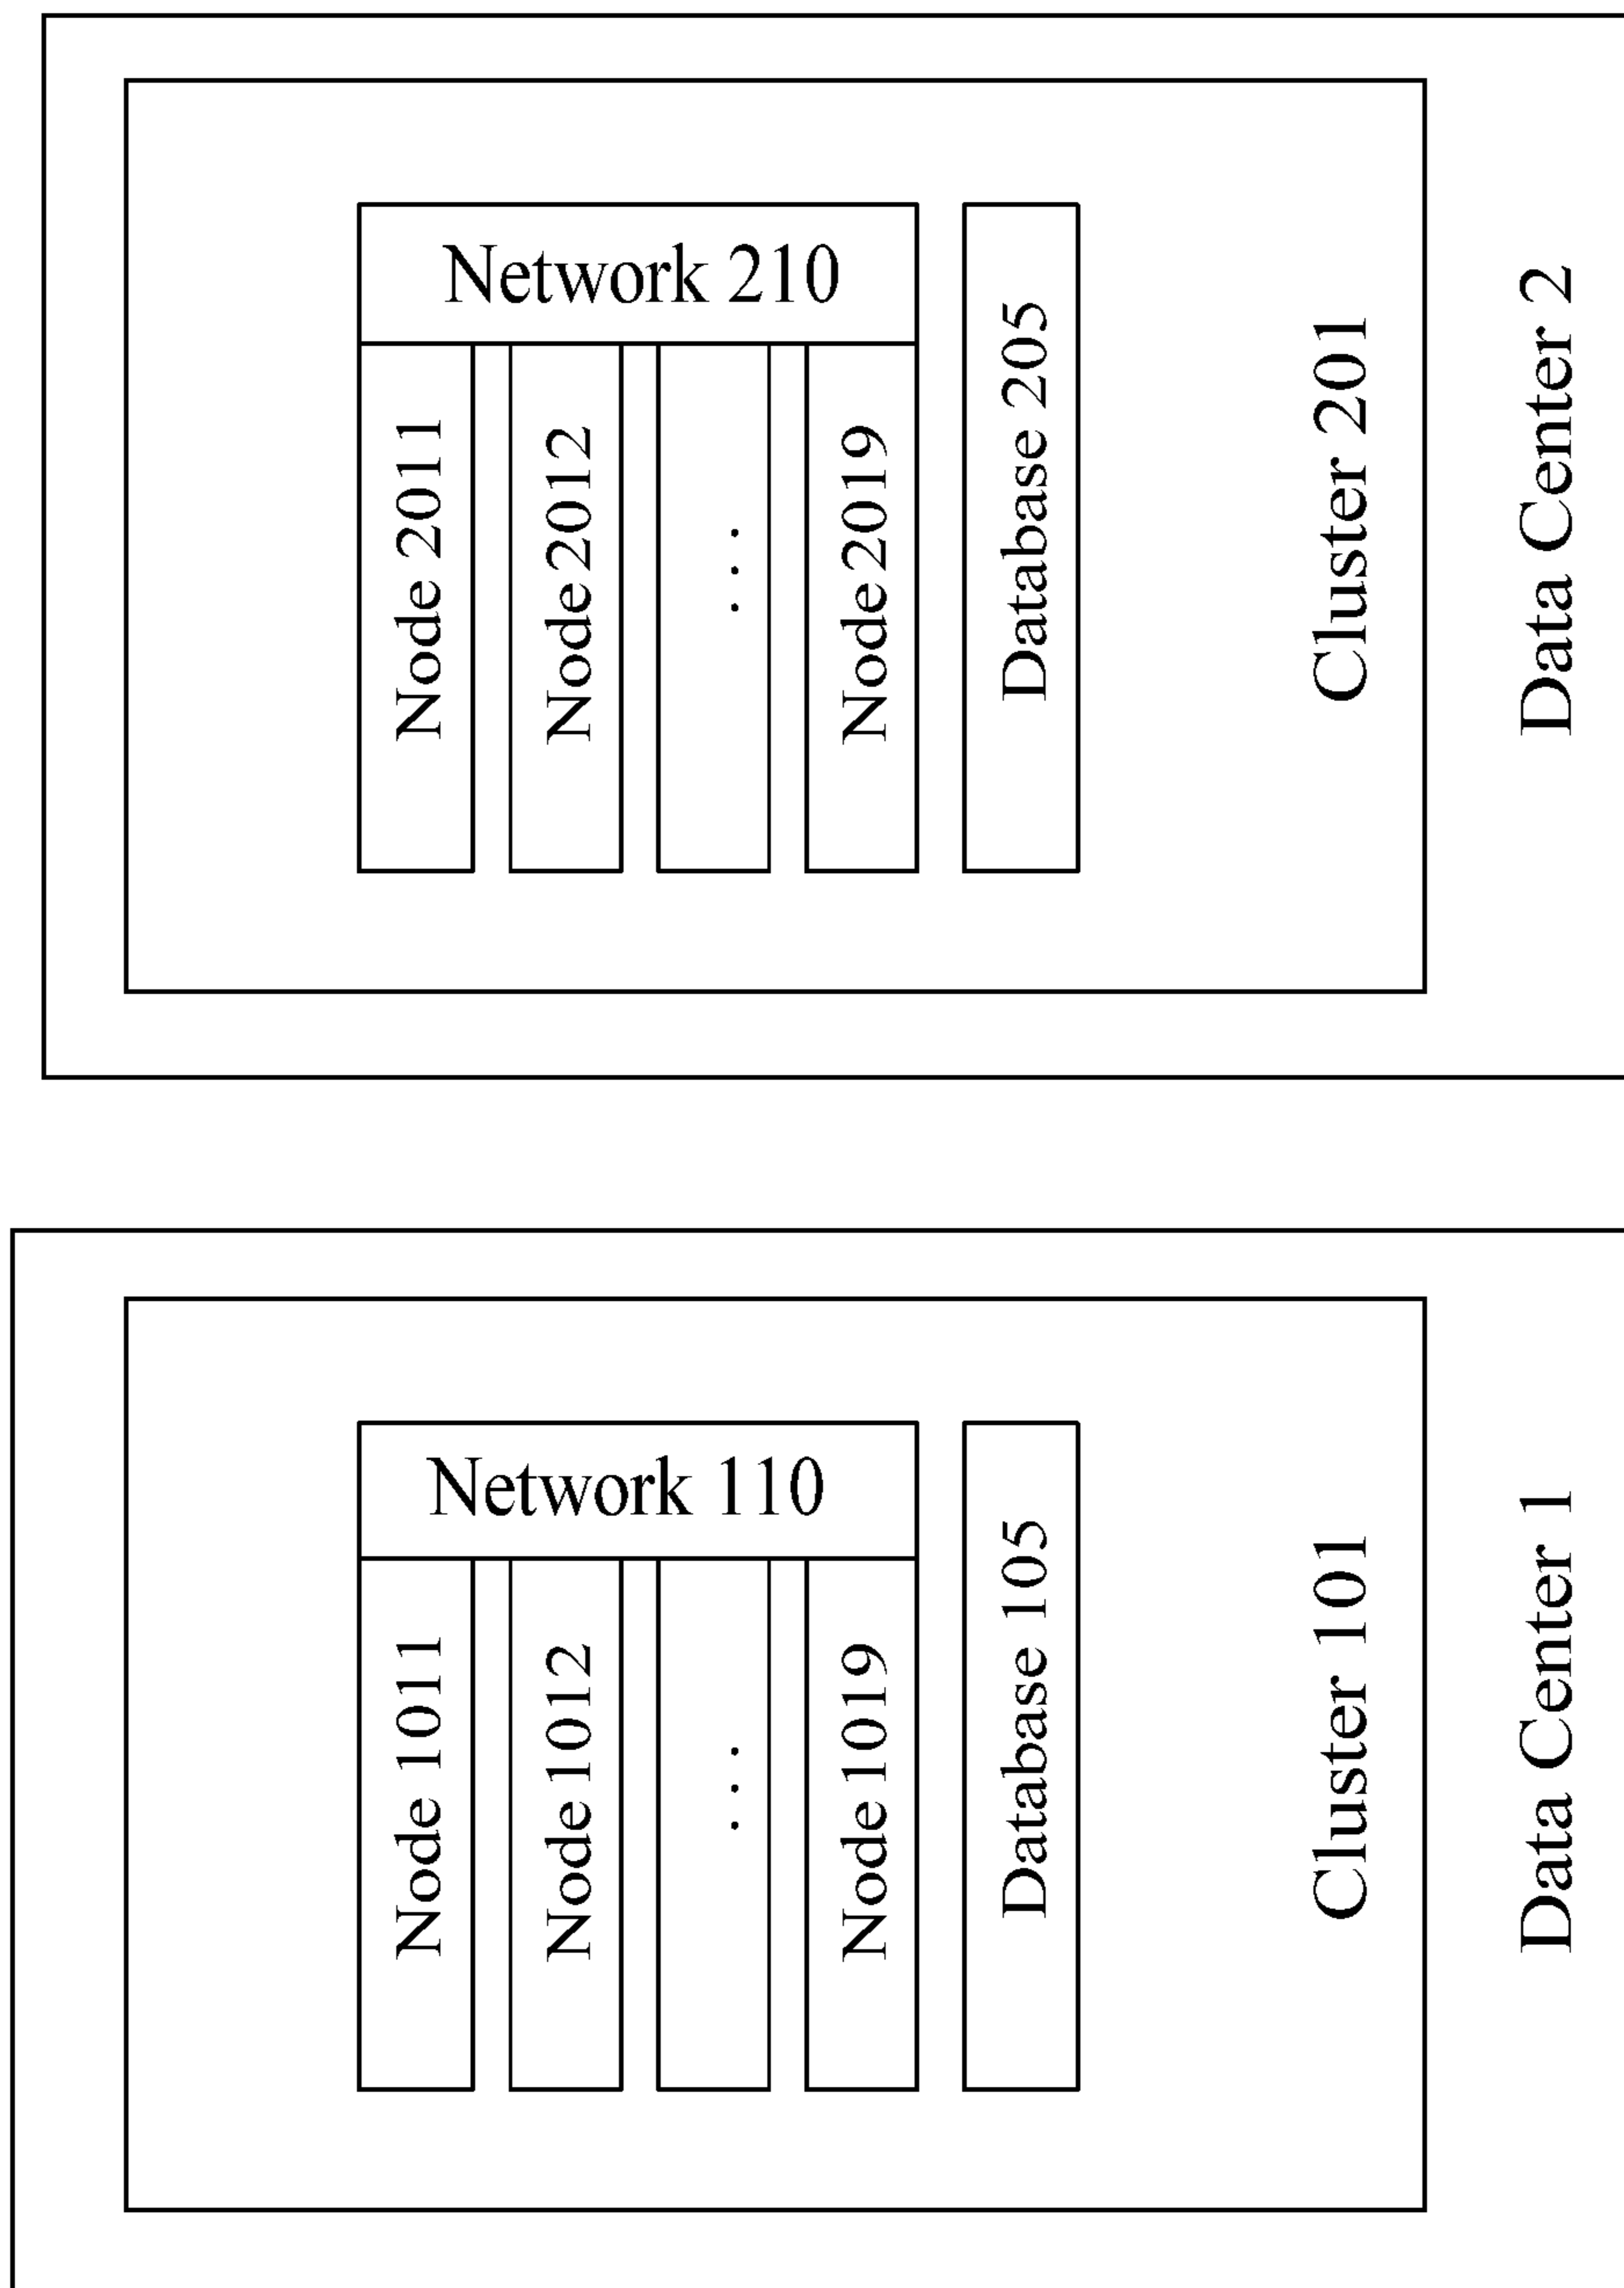 Network 210
Node 2011
Node 2012
...
Node 2019
Database 205
Cluster 201
Data Center 2
Network 110
Node 1011
Node 1012
...
Node 1019
Database 105
Cluster 101
Data Center 1